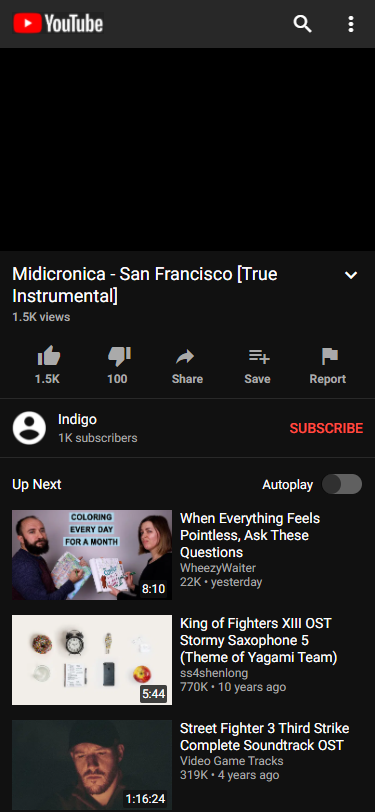 YouTube
Midicronica - San Francisco [True
Instrumental]
1.5K views
1.5K
100
Share
Save
Report
Indigo
1K subscribers
SUBSCRIBE
Up Next
Autoplay
COLORING
EVERY DAY
FOR A MONTH
8:10
When Everything Feels
Pointless, Ask These
Questions
WheezyWaiter
22K • yesterday
5:44
King of Fighters XIII OST
Stormy Saxophone 5
(Theme of Yagami Team)
ss4shenlong
770K • 10 years ago
1:16:24
Street Fighter 3 Third Strike
Complete Soundtrack OST
Video Game Tracks
319K • 4 years ago